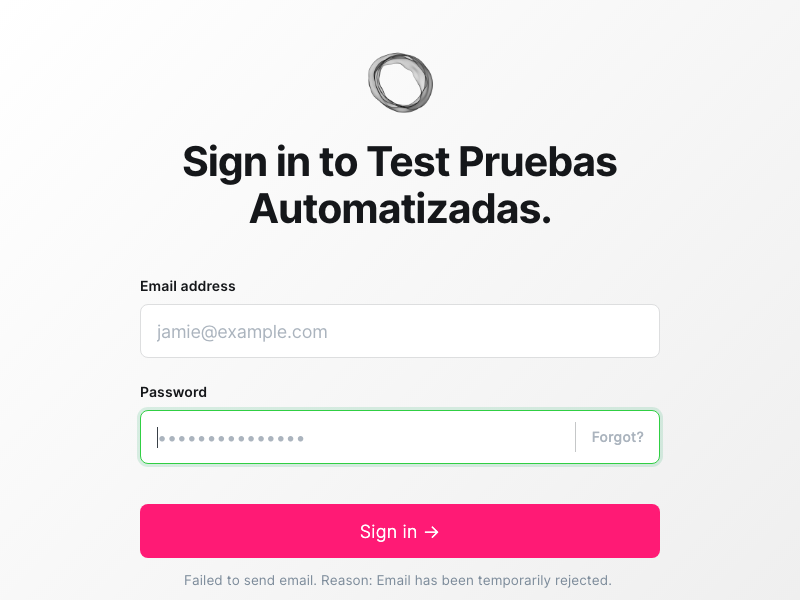 Sign in to Test Pruebas
Automatizadas.
Email address
jamie@example.com
Password
•••••••••••••••
Forgot?
Sign in →
Failed to send email. Reason: Email has been temporarily rejected.